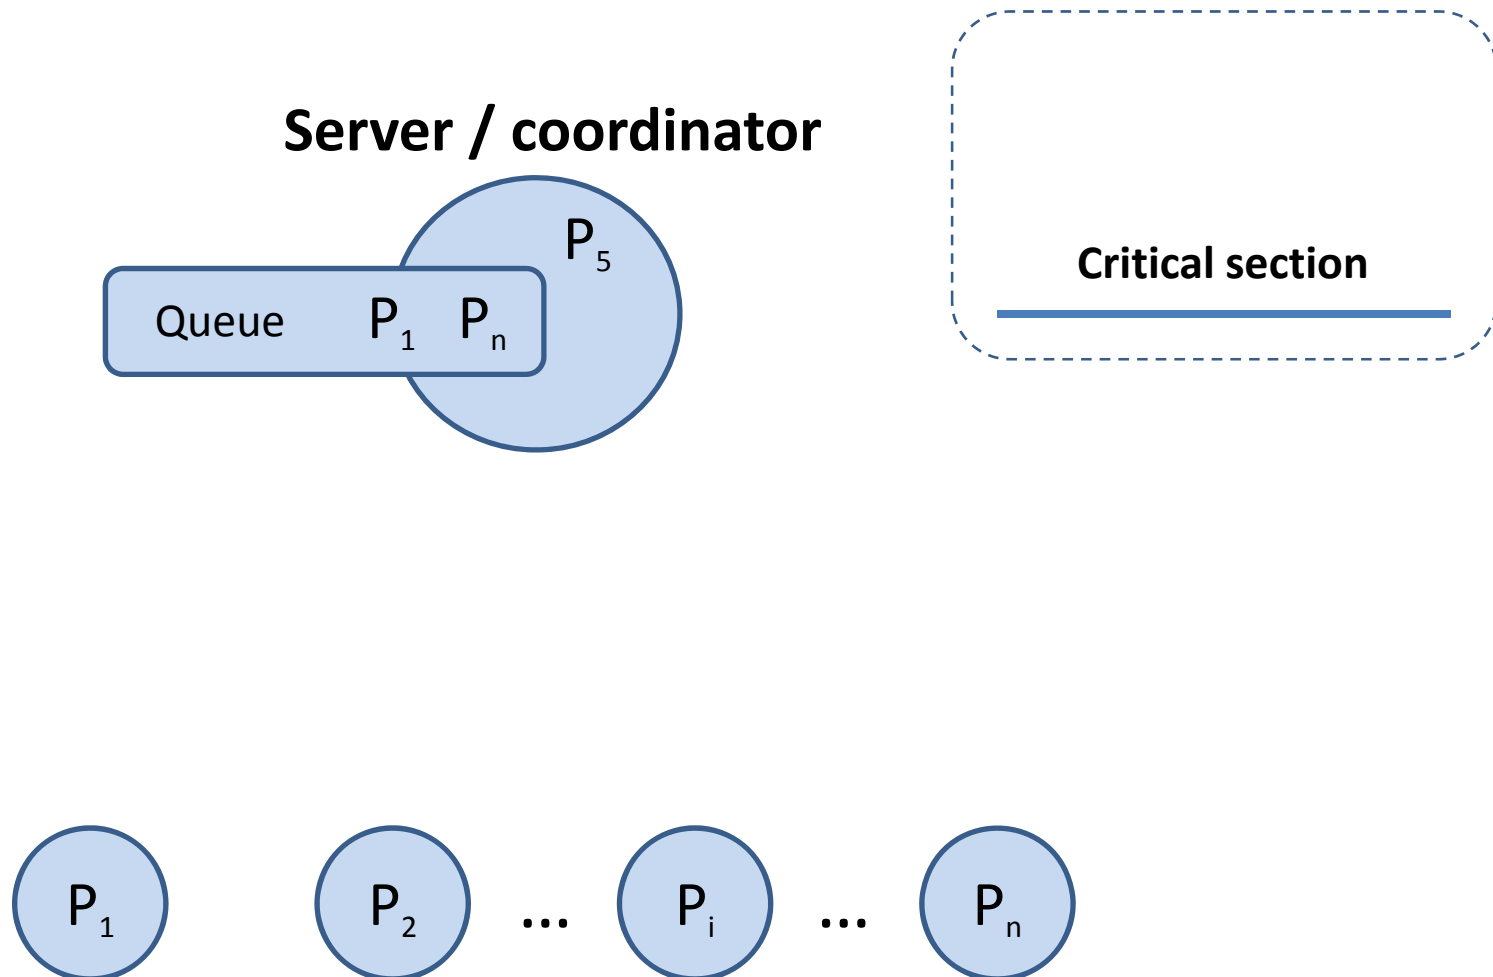 Server / coordinator
P5
Critical section
Queue P1 Pn
P1 P2 ... Pi ... Pn